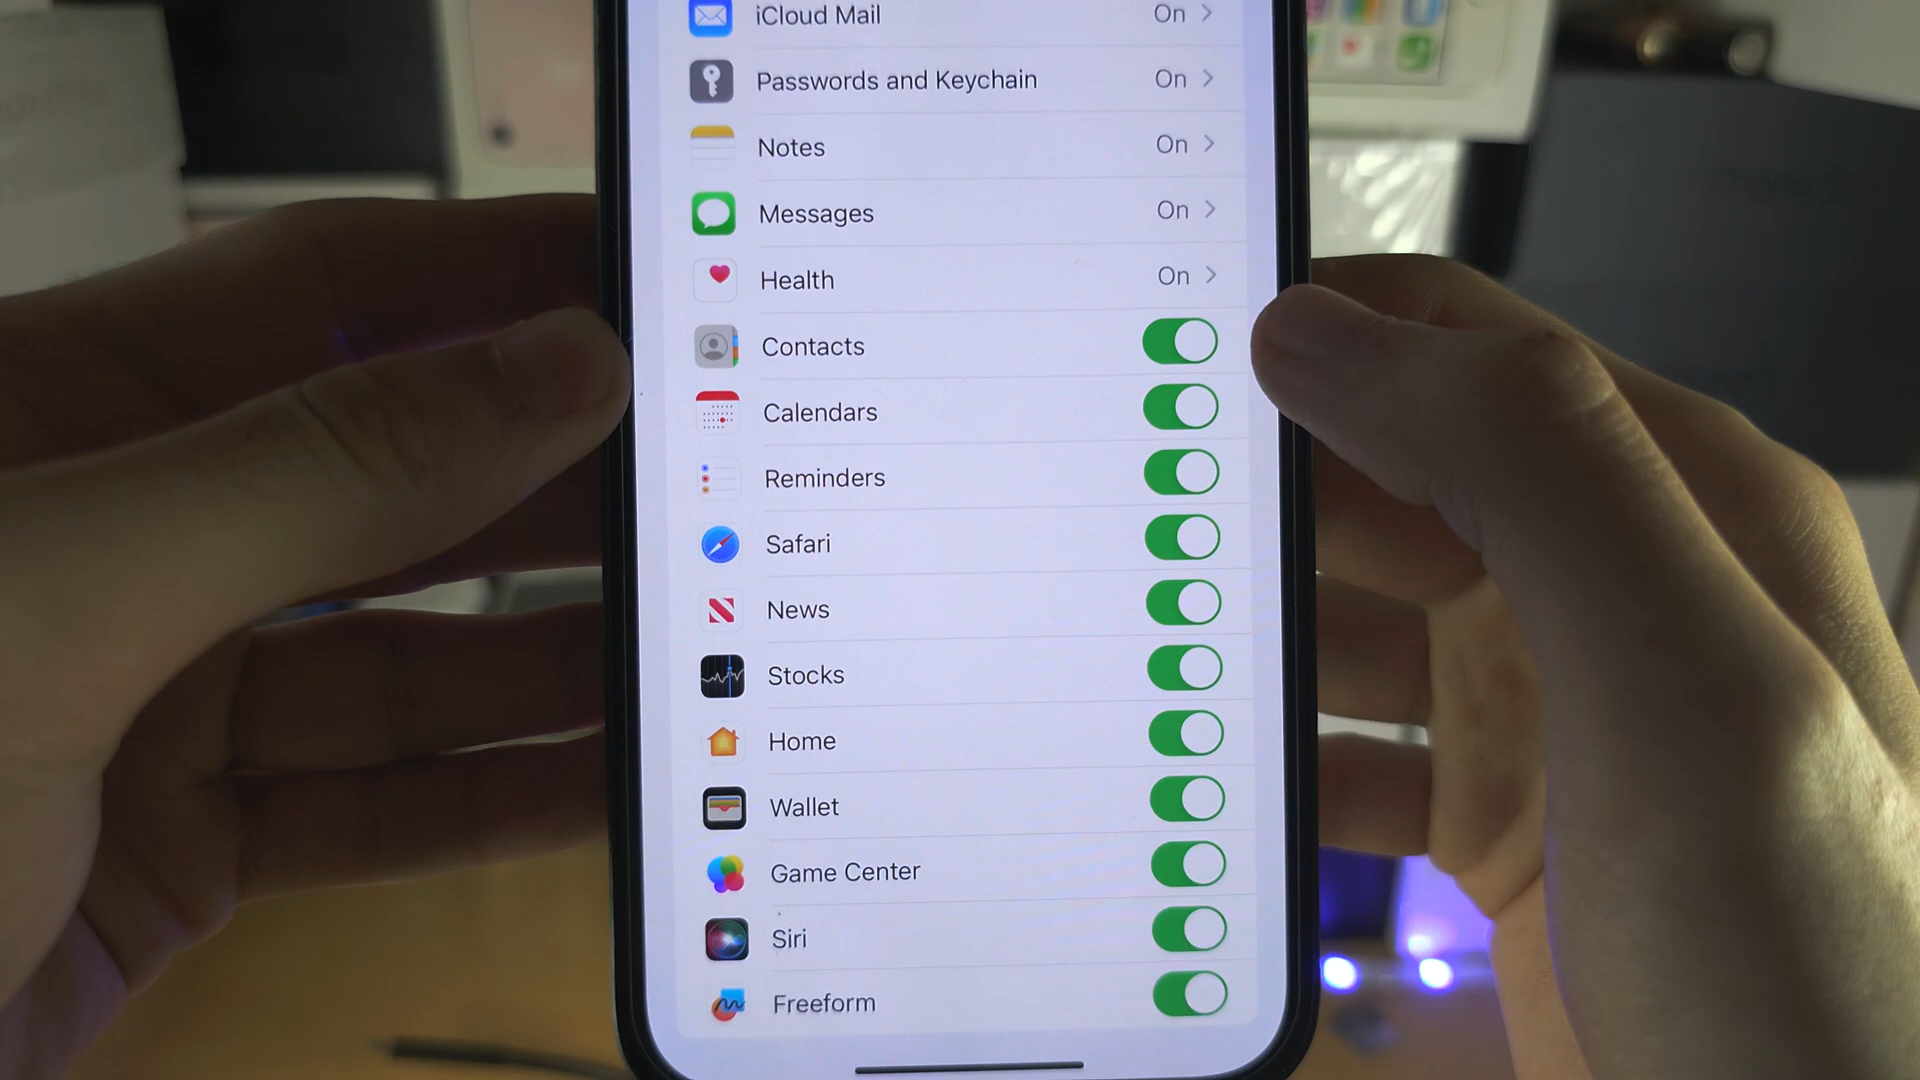 iCloud Mail On
Passwords and Keychain On
Notes On
Messages On
Health On
Contacts
Calendars
Reminders
Safari
News
Stocks
Home
Wallet
Game Center
Siri
Freeform